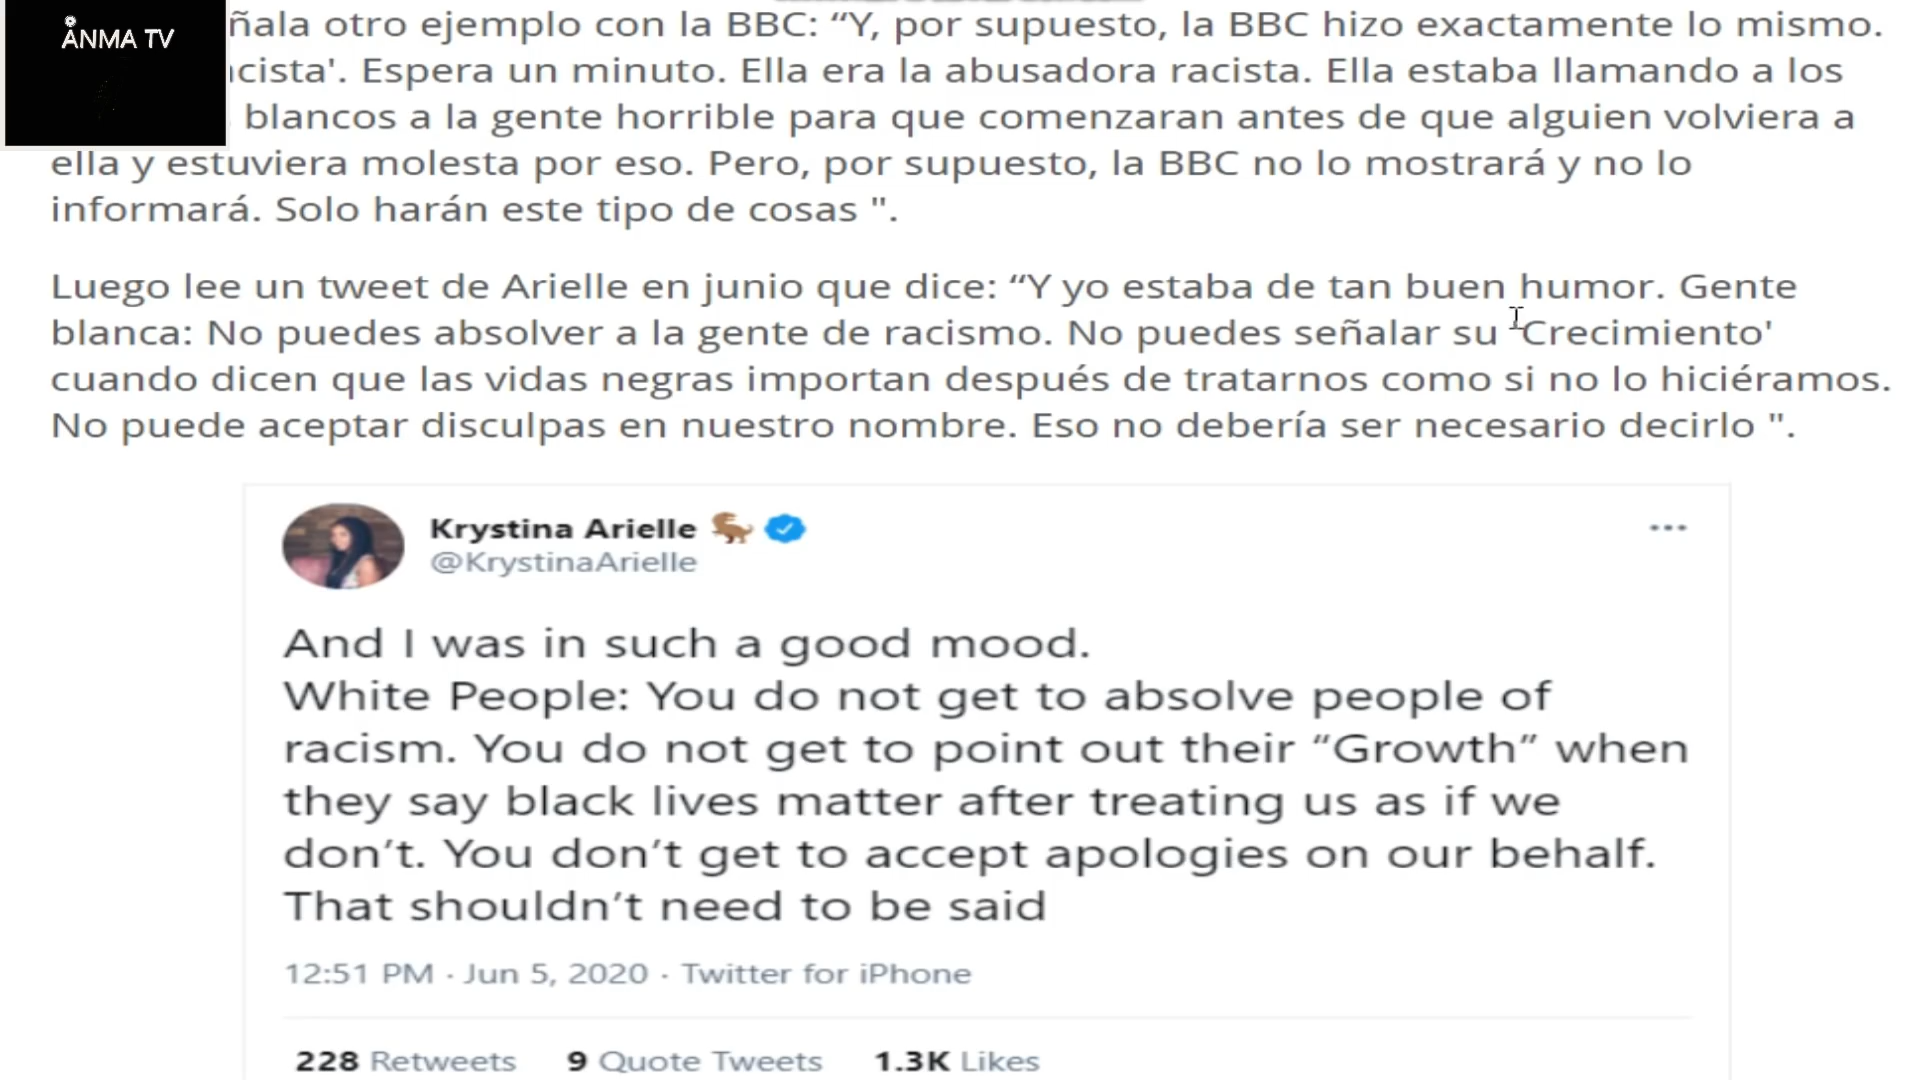 ÅNMA TV
ñala otro ejemplo con la BBC: “Y, por supuesto, la BBC hizo exactamente lo mismo.
cista'. Espera un minuto. Ella era la abusadora racista. Ella estaba llamando a los
blancos a la gente horrible para que comenzaran antes de que alguien volviera a
ella y estuviera molesta por eso. Pero, por supuesto, la BBC no lo mostrará y no lo
informará. Solo harán este tipo de cosas ".
Luego lee un tweet de Arielle en junio que dice: “Y yo estaba de tan buen humor. Gente
blanca: No puedes absolver a la gente de racismo. No puedes señalar su 'Crecimiento'
cuando dicen que las vidas negras importan después de tratarnos como si no lo hiciéramos.
No puede aceptar disculpas en nuestro nombre. Eso no debería ser necesario decirlo ".
Krystina Arielle
@KrystinaArielle
And I was in such a good mood.
White People: You do not get to absolve people of
racism. You do not get to point out their “Growth” when
they say black lives matter after treating us as if we
don’t. You don’t get to accept apologies on our behalf.
That shouldn’t need to be said
12:51 PM · Jun 5, 2020 · Twitter for iPhone
228 Retweets 9 Quote Tweets 1.3K Likes